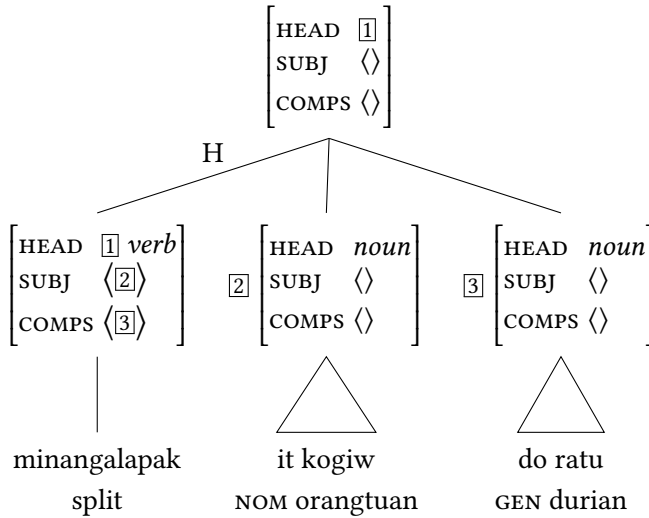 HEAD 1
SUBJ ⟨⟩
COMPS ⟨⟩
H
HEAD 1 verb
SUBJ ⟨2⟩
COMPS ⟨3⟩
2
HEAD noun
SUBJ ⟨⟩
COMPS ⟨⟩
3
HEAD noun
SUBJ ⟨⟩
COMPS ⟨⟩
minangalapak
split
it kogiw
NOM orangtuan
do ratu
GEN durian